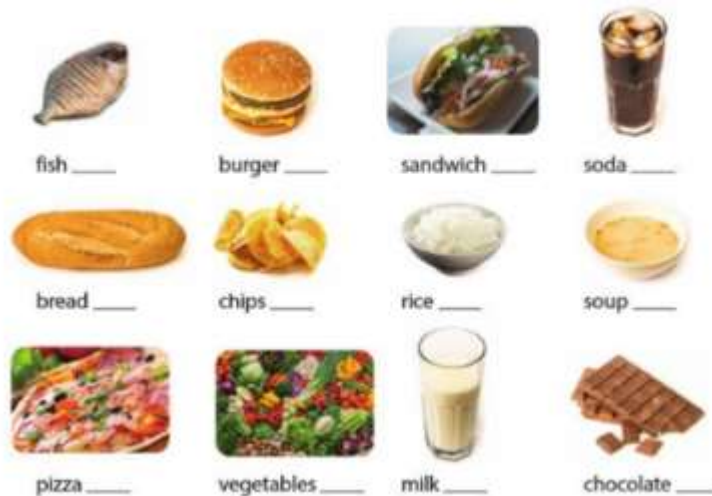 fish ____ burger ____ sandwich ____ soda ____
bread ____ chips ____ rice ____ soup ____
pizza ____ vegetables ____ milk ____ chocolate ____